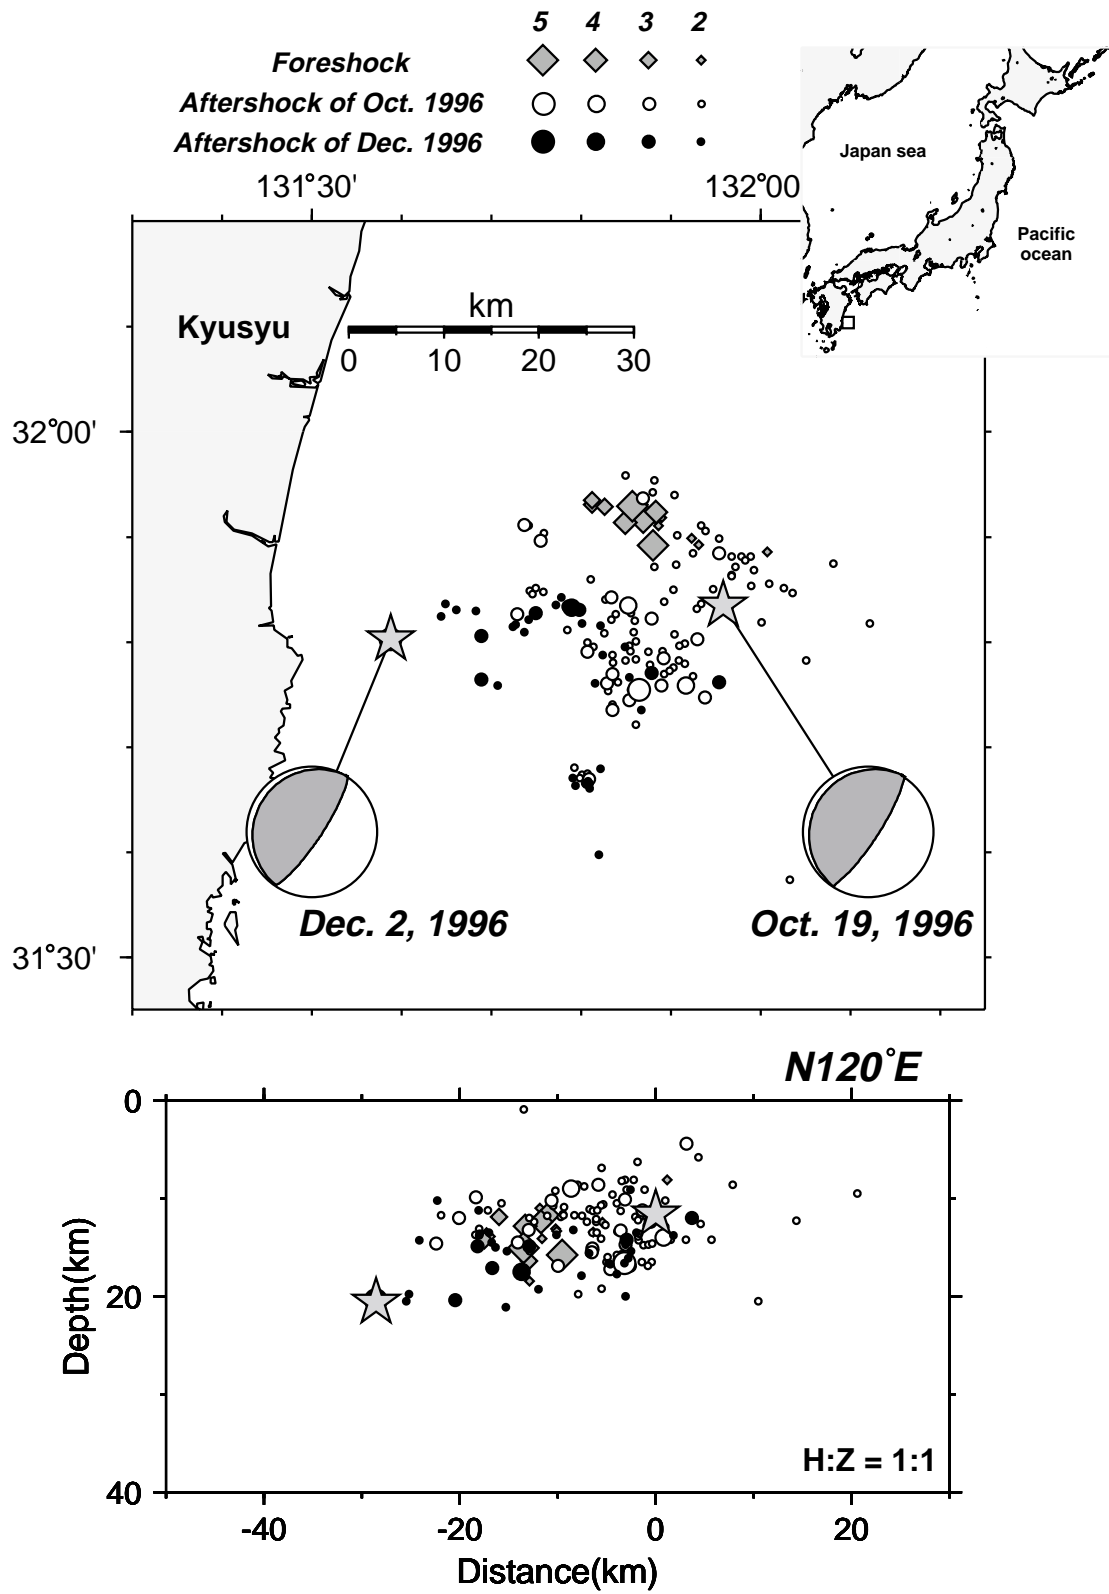 5 4 3 2
Foreshock
Aftershock of Oct. 1996
Aftershock of Dec. 1996
Japan sea
Pacific
ocean
131°30' 132°00
Kyusyu
km
0 10 20 30
32°00'
31°30'
Dec. 2, 1996
Oct. 19, 1996
N120°E
0
20
40
Depth(km)
H:Z = 1:1
-40 -20 0 20
Distance(km)